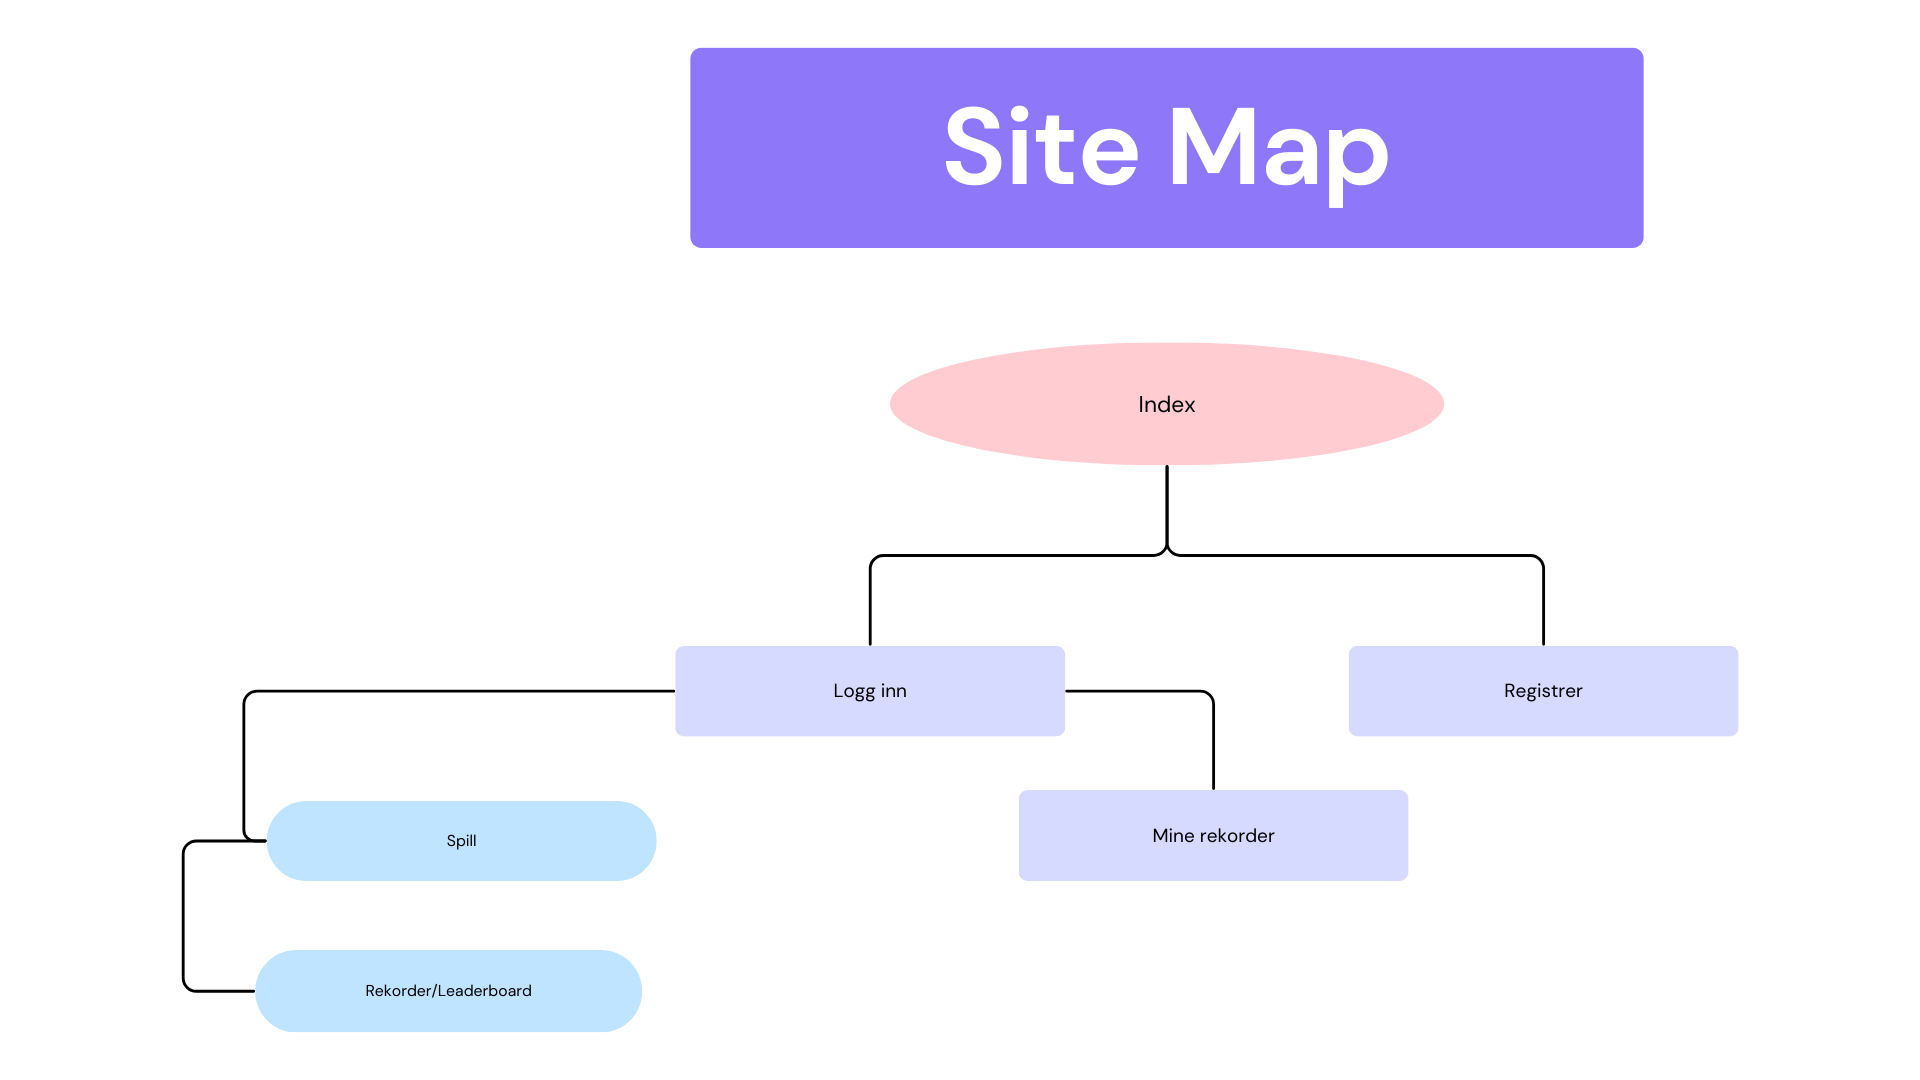 Site Map
Index
Logg inn
Registrer
Mine rekorder
Spill
Rekorder/Leaderboard